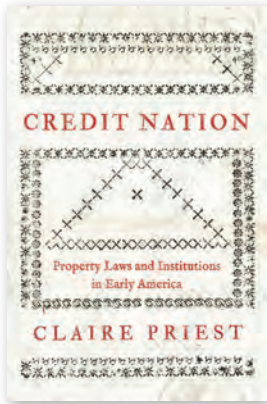 CREDIT NATION
Property Laws and Institutions
in Early America
CLAIRE PRIEST